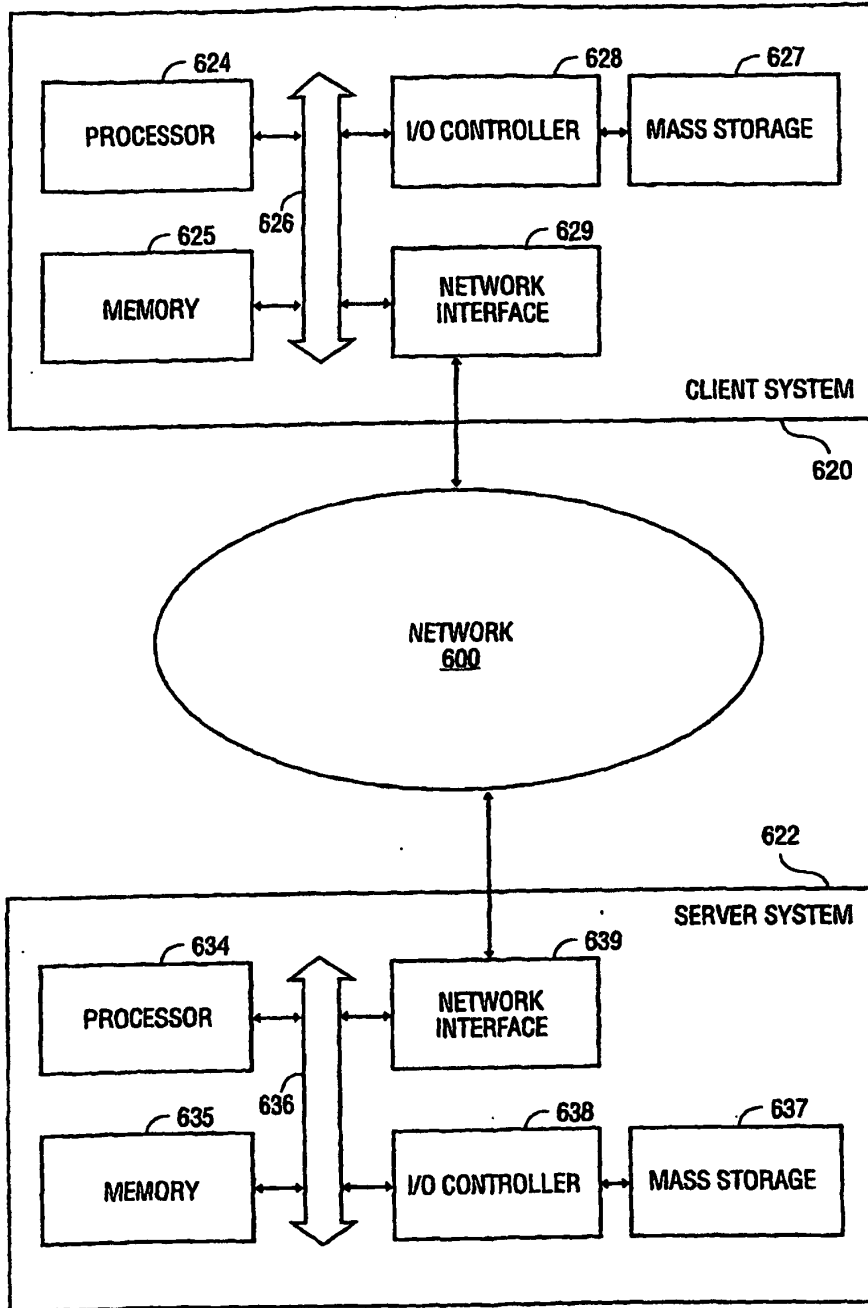 624
628
627
PROCESSOR
I/O CONTROLLER
MASS STORAGE
626
625
629
MEMORY
NETWORK
INTERFACE
CLIENT SYSTEM
620
NETWORK
600
622
SERVER SYSTEM
634
639
PROCESSOR
NETWORK
INTERFACE
636
635
638
637
MEMORY
I/O CONTROLLER
MASS STORAGE